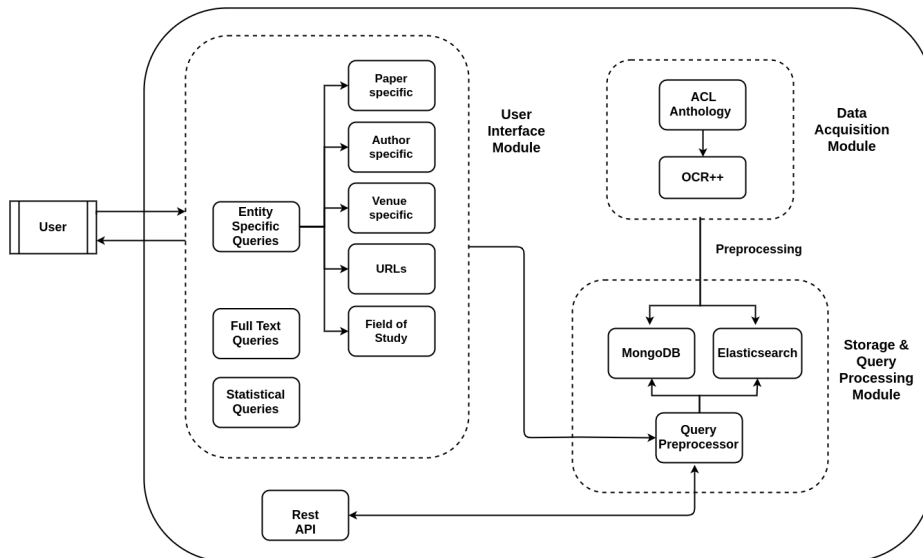 User
Entity
Specific
Queries
Full Text
Queries
Statistical
Queries
Paper
specific
Author
specific
Venue
specific
URLs
Field of
Study
User
Interface
Module
ACL
Anthology
OCR++
Data
Acquisition
Module
Preprocessing
MongoDB
Elasticsearch
Query
Preprocessor
Storage &
Query
Processing
Module
Rest
API